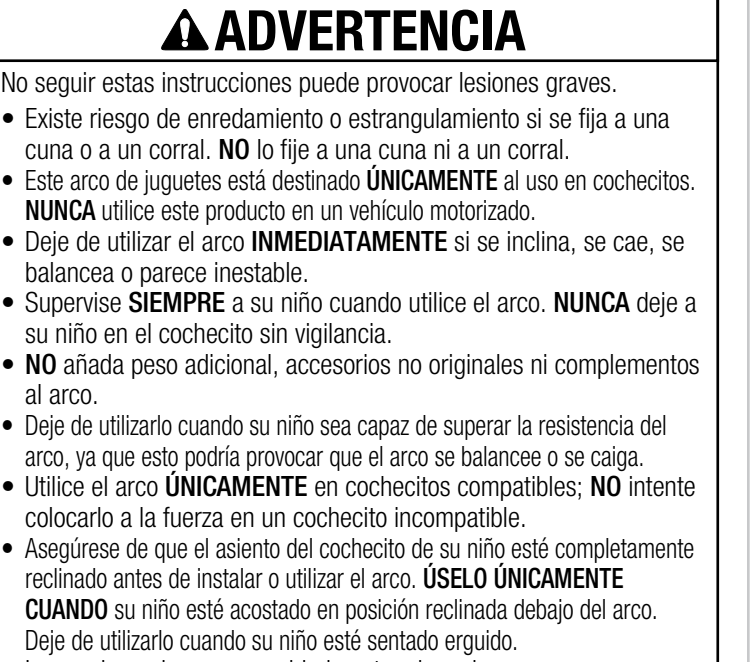 ADVERTENCIA
No seguir estas instrucciones puede provocar lesiones graves.
• Existe riesgo de enredamiento o estrangulamiento si se fija a una
cuna o a un corral. NO lo fije a una cuna ni a un corral.
• Este arco de juguetes está destinado ÚNICAMENTE al uso en cochecitos.
NUNCA utilice este producto en un vehículo motorizado.
• Deje de utilizar el arco INMEDIATAMENTE si se inclina, se cae, se
balancea o parece inestable.
• Supervise SIEMPRE a su niño cuando utilice el arco. NUNCA deje a
su niño en el cochecito sin vigilancia.
• NO añada peso adicional, accesorios no originales ni complementos
al arco.
• Deje de utilizarlo cuando su niño sea capaz de superar la resistencia del
arco, ya que esto podría provocar que el arco se balancee o se caiga.
• Utilice el arco ÚNICAMENTE en cochecitos compatibles; NO intente
colocarlo a la fuerza en un cochecito incompatible.
• Asegúrese de que el asiento del cochecito de su niño esté completamente
reclinado antes de instalar o utilizar el arco. ÚSELO ÚNICAMENTE
CUANDO su niño esté acostado en posición reclinada debajo del arco.
Deje de utilizarlo cuando su niño esté sentado erguido.